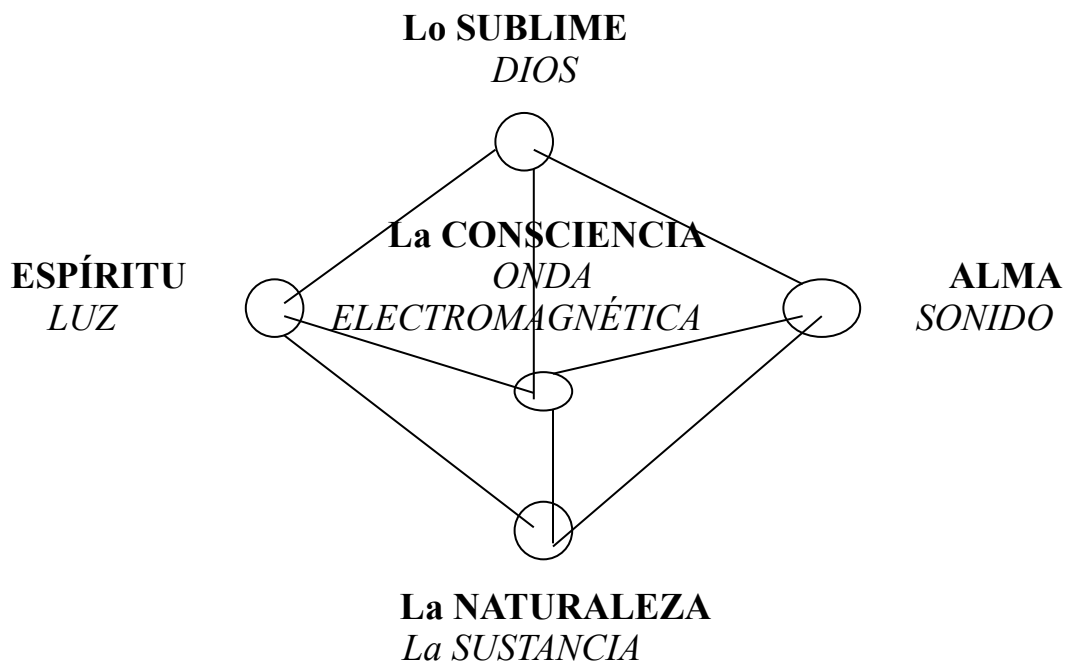 Lo SUBLIME
DIOS
La CONSCIENCIA
ESPÍRITU
ONDA
ALMA
LUZ
ELECTROMAGNÉTICA
SONIDO
La NATURALEZA
La SUSTANCIA